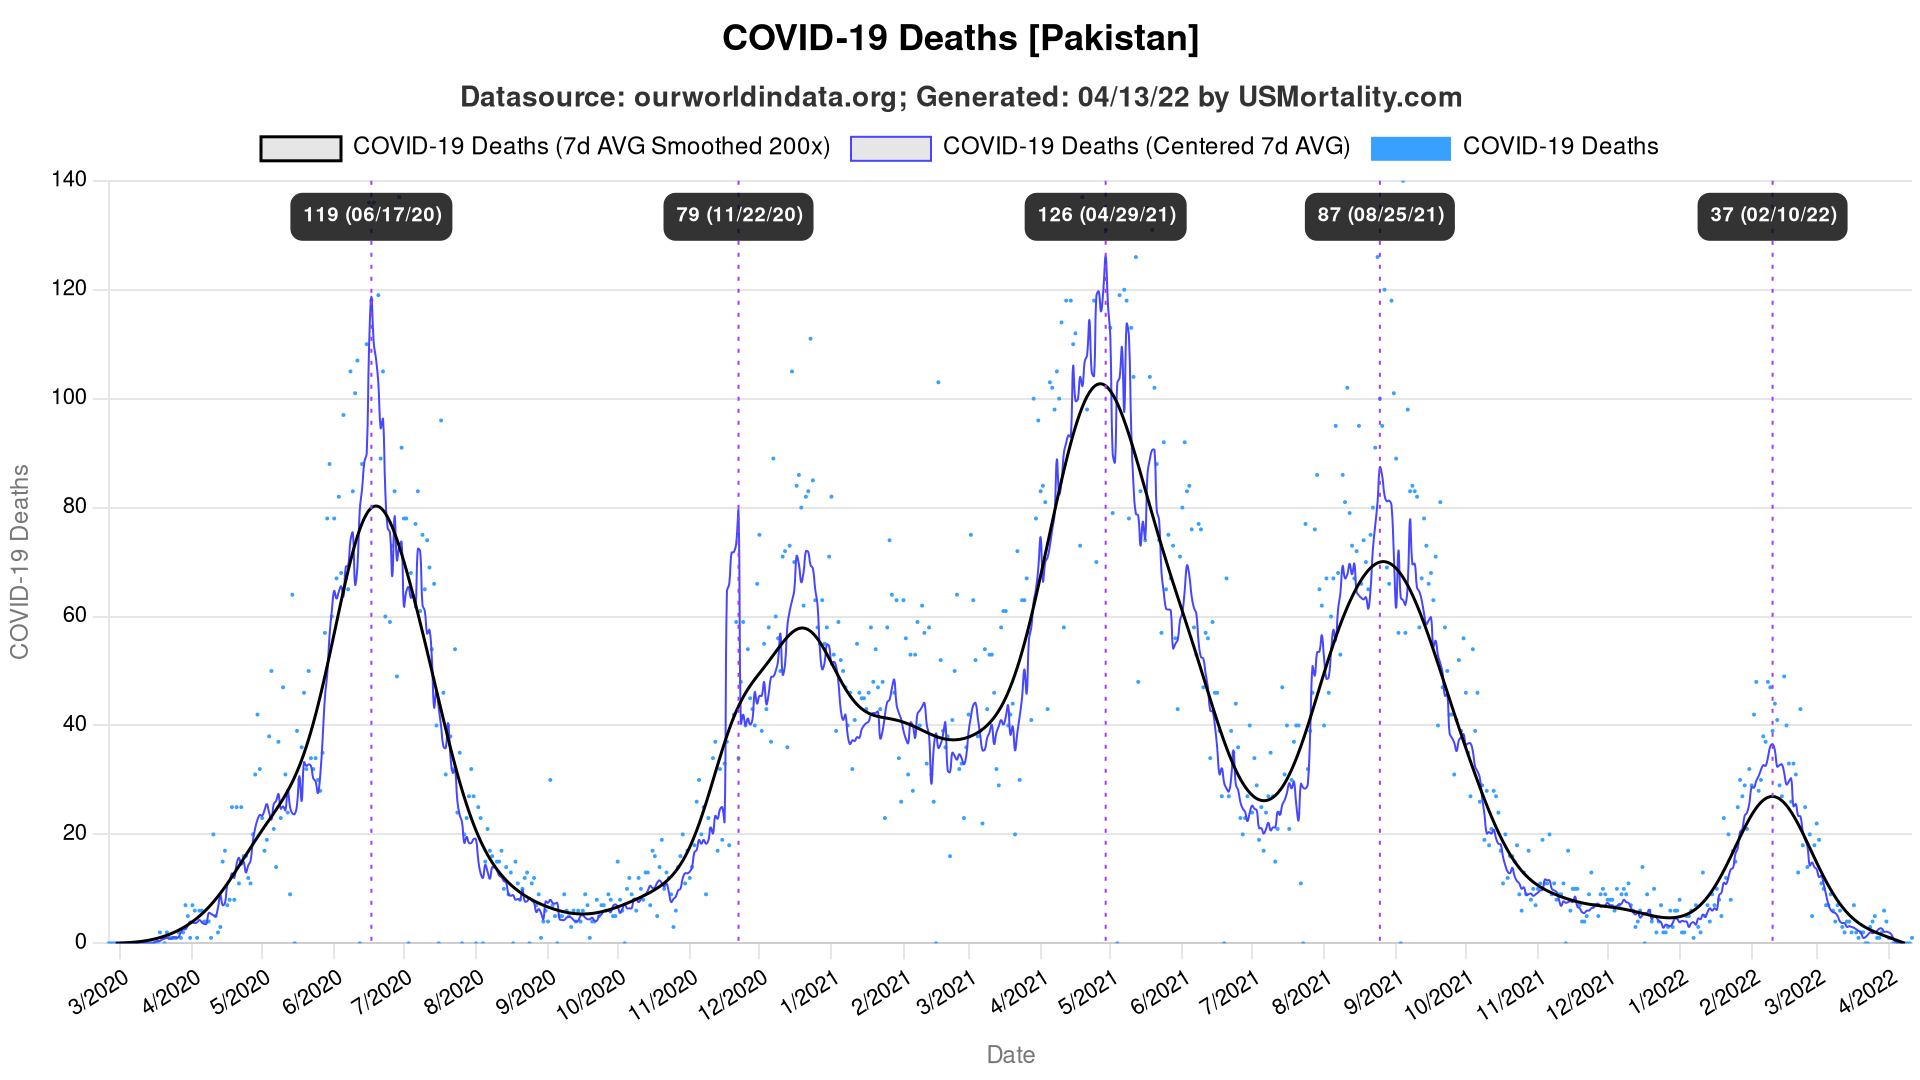 COVID-19 Deaths [Pakistan]
Datasource: ourworldindata.org; Generated: 04/13/22 by USMortality.com
COVID-19 Deaths (7d AVG Smoothed 200x) COVID-19 Deaths (Centered 7d AVG) COVID-19 Deaths
119 (06/17/20) 79 (11/22/20) 126 (04/29/21) 87 (08/25/21) 37 (02/10/22)
140
120
100
80
60
40
20
0
COVID-19 Deaths
3/2020 4/2020 5/2020 6/2020 7/2020 8/2020 9/2020 10/2020 11/2020 12/2020 1/2021 2/2021 3/2021 4/2021 5/2021 6/2021 7/2021 8/2021 9/2021 10/2021 11/2021 12/2021 1/2022 2/2022 3/2022 4/2022
Date